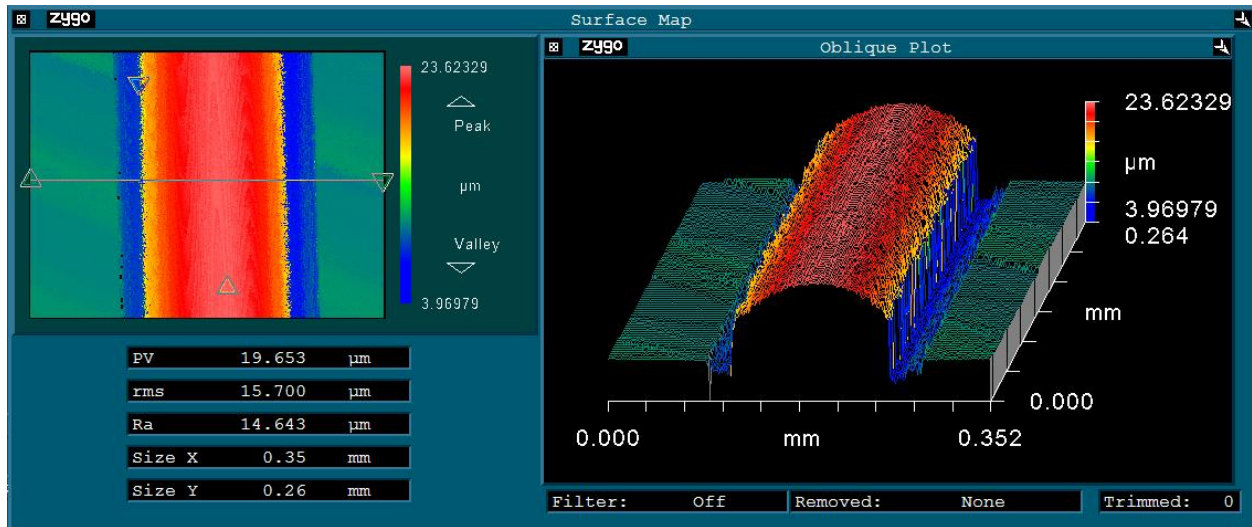 zygo Surface Map
23.62329
Peak
µm
Valley
3.96979
PV 19.653 µm
rms 15.700 µm
Ra 14.643 µm
Size X 0.35 mm
Size Y 0.26 mm
zygo Oblique Plot
23.62329
µm
3.96979
0.264
mm
0.000
0.000 mm 0.352
Filter: Off Removed: None Trimmed: 0